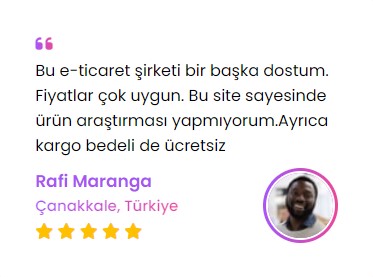 Bu e-ticaret şirketi bir başka dostum.
Fiyatlar çok uygun. Bu site sayesinde
ürün araştırması yapmıyorum.Ayrıca
kargo bedeli de ücretsiz
Rafi Maranga
Çanakkale, Türkiye